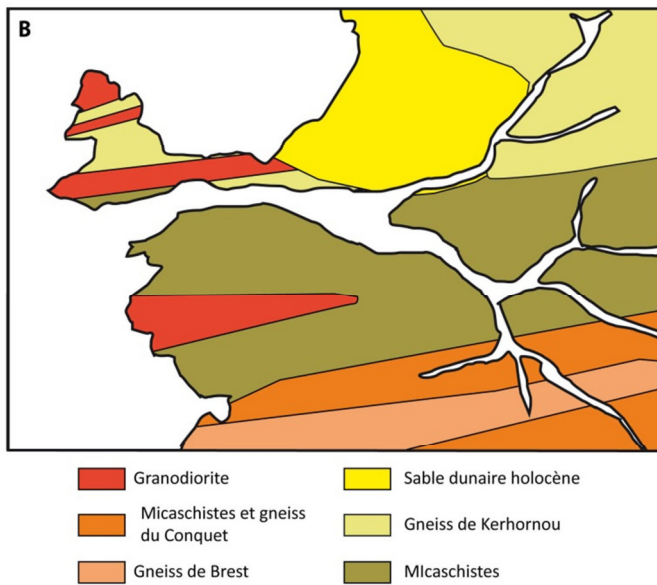 B
Granodiorite
Sable dunaire holocène
Micaschistes et gneiss
du Conquet
Gneiss de Kerhornou
Gneiss de Brest
MIcaschistes